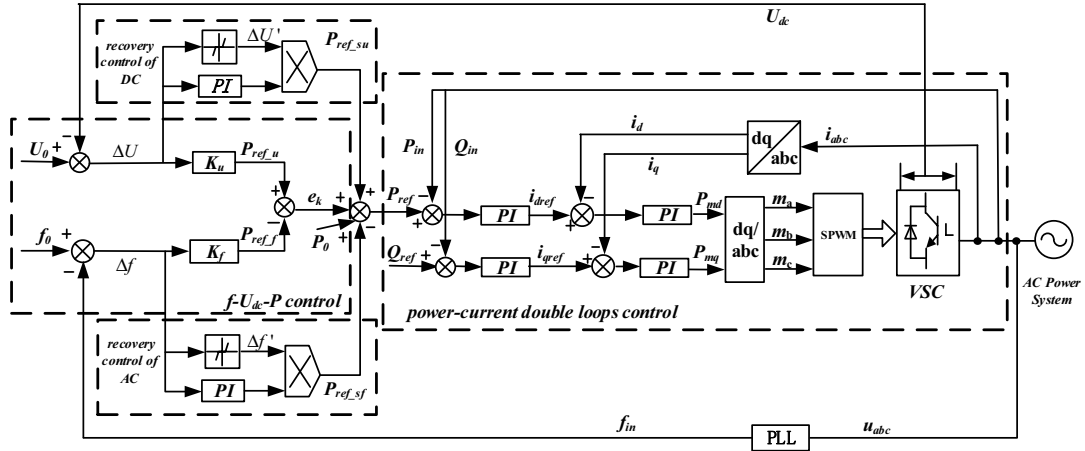 U_dc
recovery control of DC
ΔU'
P_ref_su
PI
U_0
+
−
ΔU
K_u
P_ref_u
+
−
e_k
+
+
+
−
P_0
P_ref
f_0
+
−
Δf
K_f
P_ref_f
f-U_dc-P control
recovery control of AC
Δf'
PI
P_ref_sf
P_in
Q_in
−
+
PI
i_dref
−
+
PI
P_md
i_d
i_q
dq
abc
i_abc
Q_ref
+
−
PI
i_qref
+
−
PI
P_mq
dq/
abc
m_a
m_b
m_c
SPWM
VSC
AC Power
System
power-current double loops control
f_in
PLL
u_abc